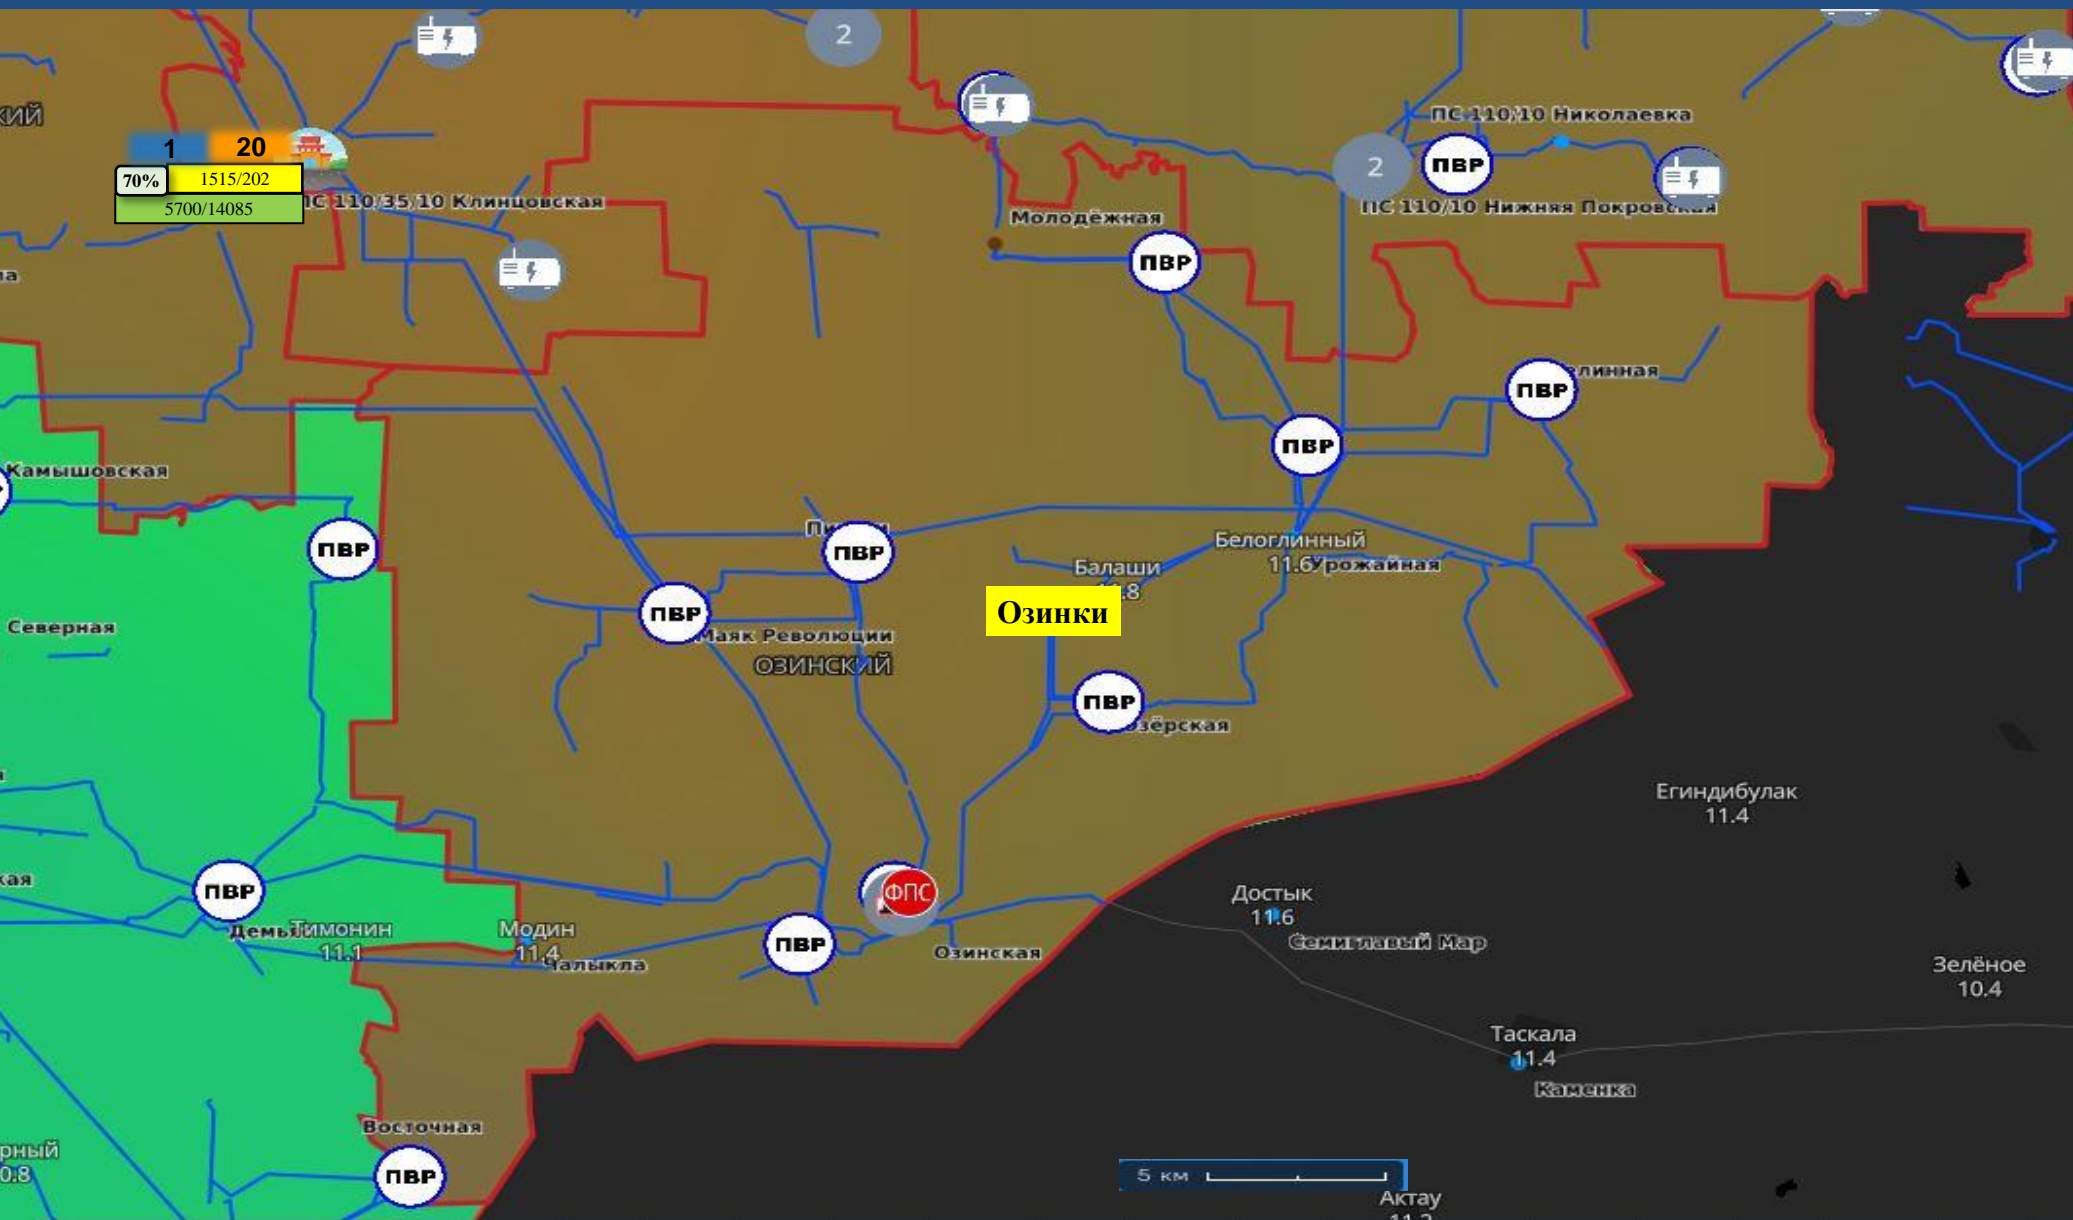 2
кий
ПС 110/10 Николаевка
1 20
70% 1515/202
5700/14085
ПС 110/35/10 Клинцовская
2
ПВР
ПС 110/10 Нижняя Покровская
Молодёжная
ПВР
ПВР
ПВР
Камышовская
ПВР
ПВР
Белоглинный
11.6
Урожайная
Балаши
Озинки
ПВР
Северная
Маяк Революции
ОЗИНСКИЙ
ПВР
Егиндибулак
11.4
ПВР
ФПС
Достык
11.6
Тимонин
11.1
Модин
11.4
Чалыкла
ПВР
Озинская
Семиглавый Мар
Зелёное
10.4
Таскала
11.4
Каменка
Восточная
ПВР
5 км
Актау